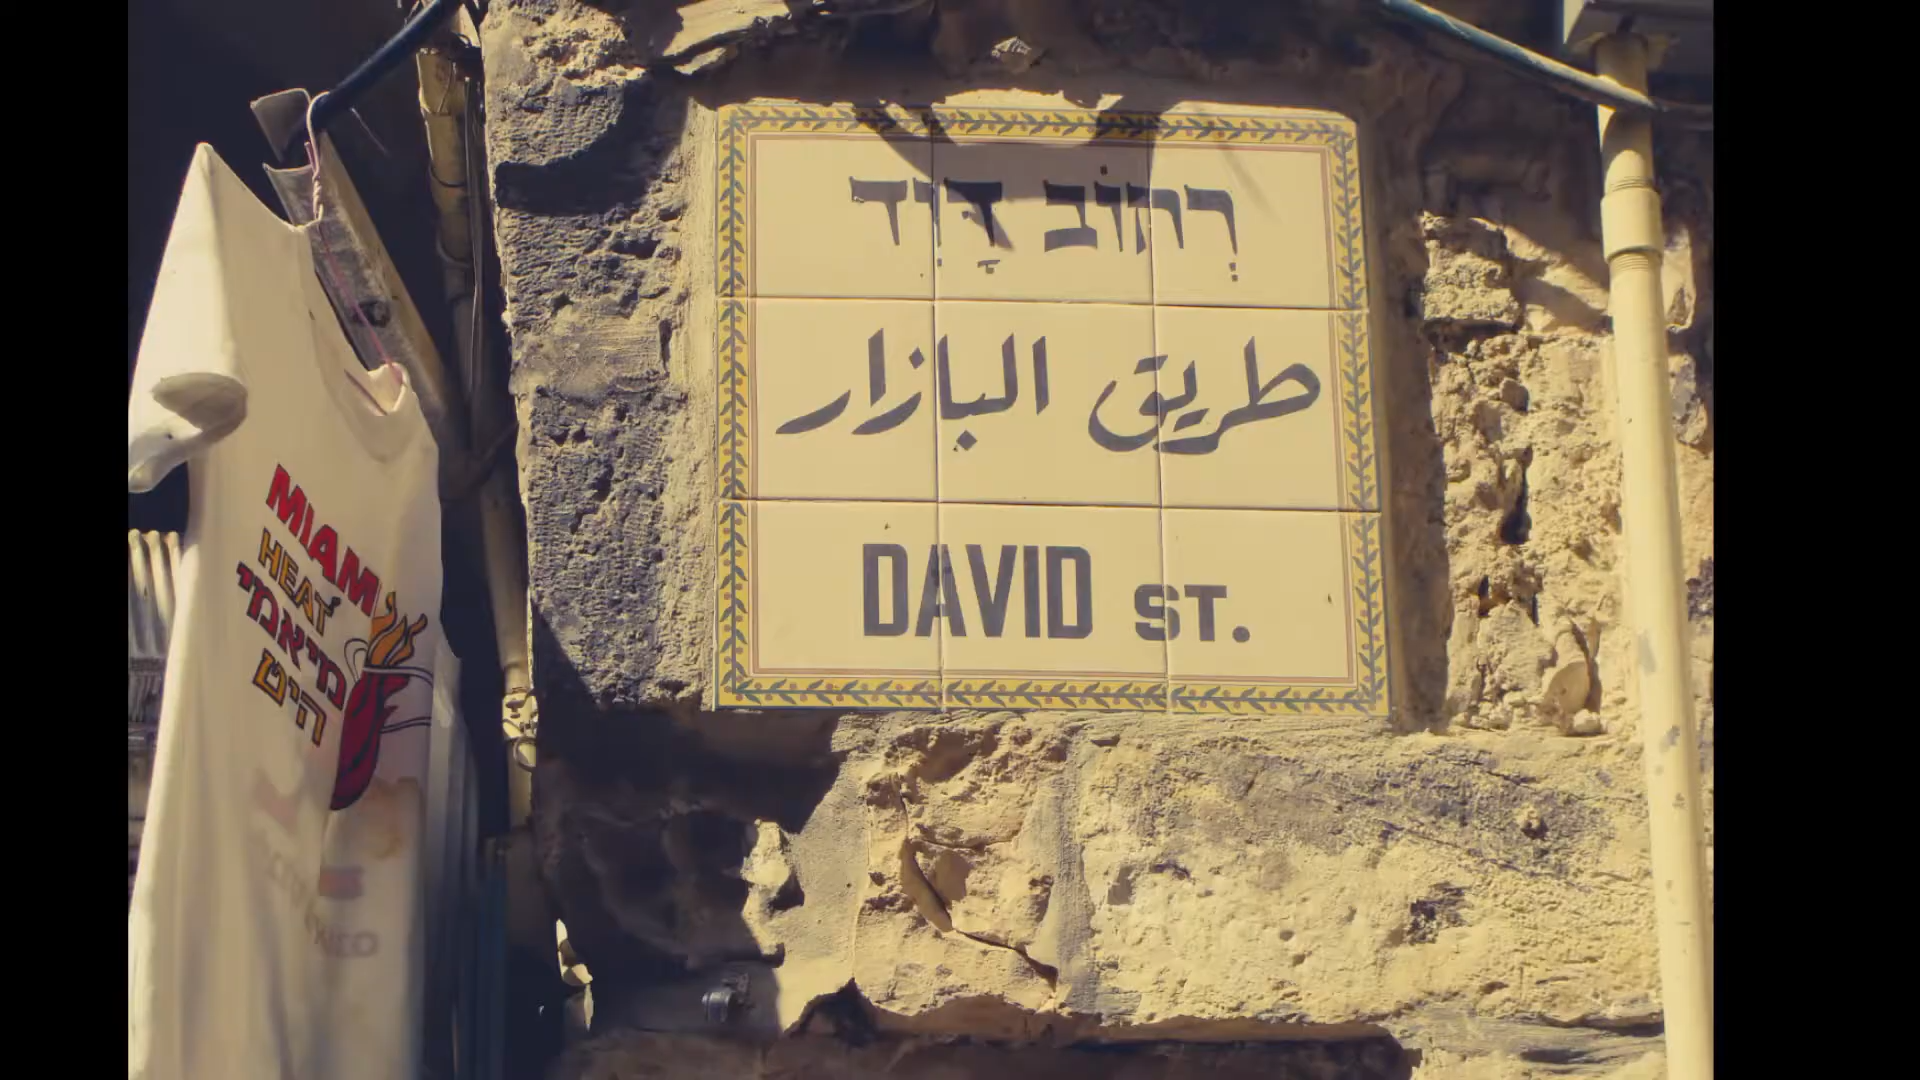 רְחוֹב דָּוִד
طريق البازار
DAVID ST.
MIAMI
HEAT
מיאמי
היט